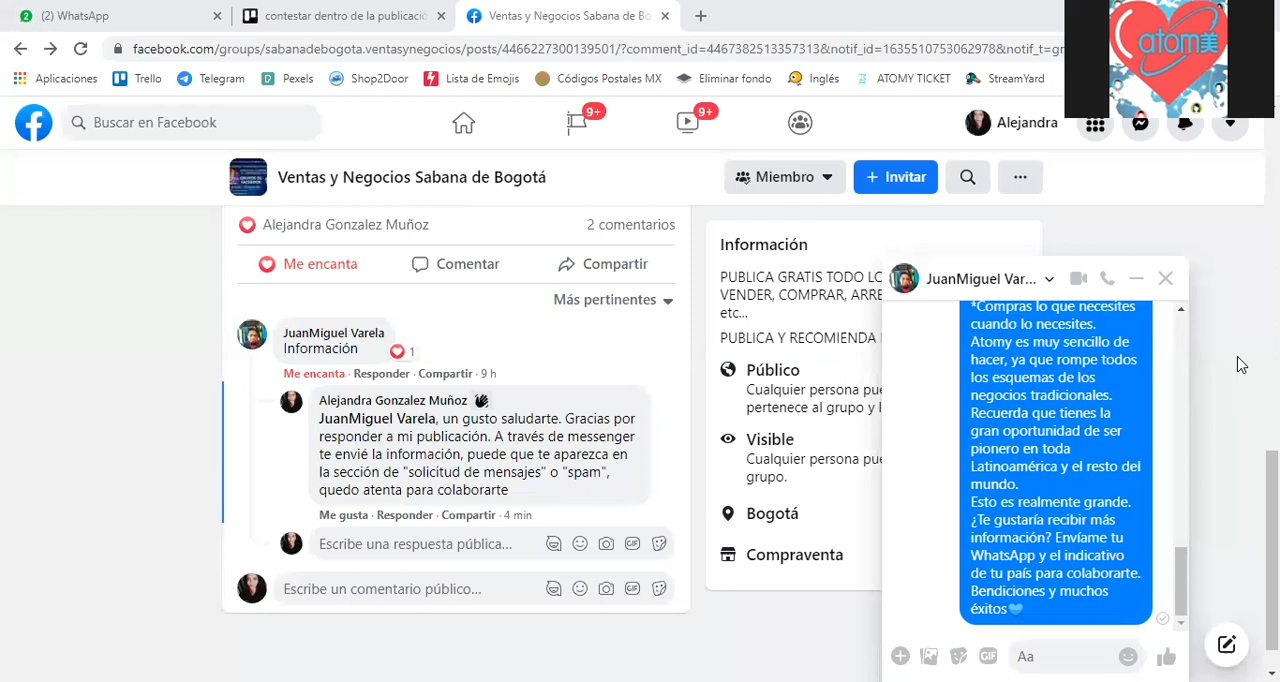 (2) WhatsApp
contestar dentro de la publicació
Ventas y Negocios Sabana de Bo
facebook.com/groups/sabanadebogota.ventasynegocios/posts/4466227300139501/?comment_id=4467382513357313&notif_id=1635510753062978&notif_t=gr
Aplicaciones
Trello
Telegram
Pexels
Shop2Door
Lista de Emojis
Códigos Postales MX
Eliminar fondo
Inglés
ATOMY TICKET
StreamYard
atom美
Buscar en Facebook
9+
9+
Alejandra
Ventas y Negocios Sabana de Bogotá
Miembro
+ Invitar
Alejandra Gonzalez Muñoz
2 comentarios
Me encanta
Comentar
Compartir
Más pertinentes
JuanMiguel Varela
Información
1
Me encanta · Responder · Compartir · 9 h
Alejandra Gonzalez Muñoz
JuanMiguel Varela, un gusto saludarte. Gracias por
responder a mi publicación. A través de messenger
te dejé la información, puede que te aparezca en
la sección de "solicitud de mensajes" o "spam",
quedo atenta para colaborarte
Me gusta · Responder · Compartir · 4 min
Escribe una respuesta pública...
GIF
Escribe un comentario público...
GIF
Información
PUBLICA GRATIS TODO LO
VENDER, COMPRAR, ARRE
etc...
PUBLICA Y RECOMIENDA
Público
Cualquier persona pue
pertenece al grupo y l
Visible
Cualquier persona pue
grupo.
Bogotá
Compraventa
JuanMiguel Var...
*Compras lo que necesites
cuando lo necesites.
Atomy es muy sencillo de
hacer, ya que rompe todos
los esquemas de los
negocios tradicionales.
Recuerda que tienes la
gran oportunidad de ser
pionero en toda
Latinoamérica y el resto del
mundo.
Esto es realmente grande.
¿Te gustaría recibir más
información? Envíame tu
WhatsApp y el indicativo
de tu país para colaborarte.
Bendiciones y muchos
éxitos💙
GIF
Aa